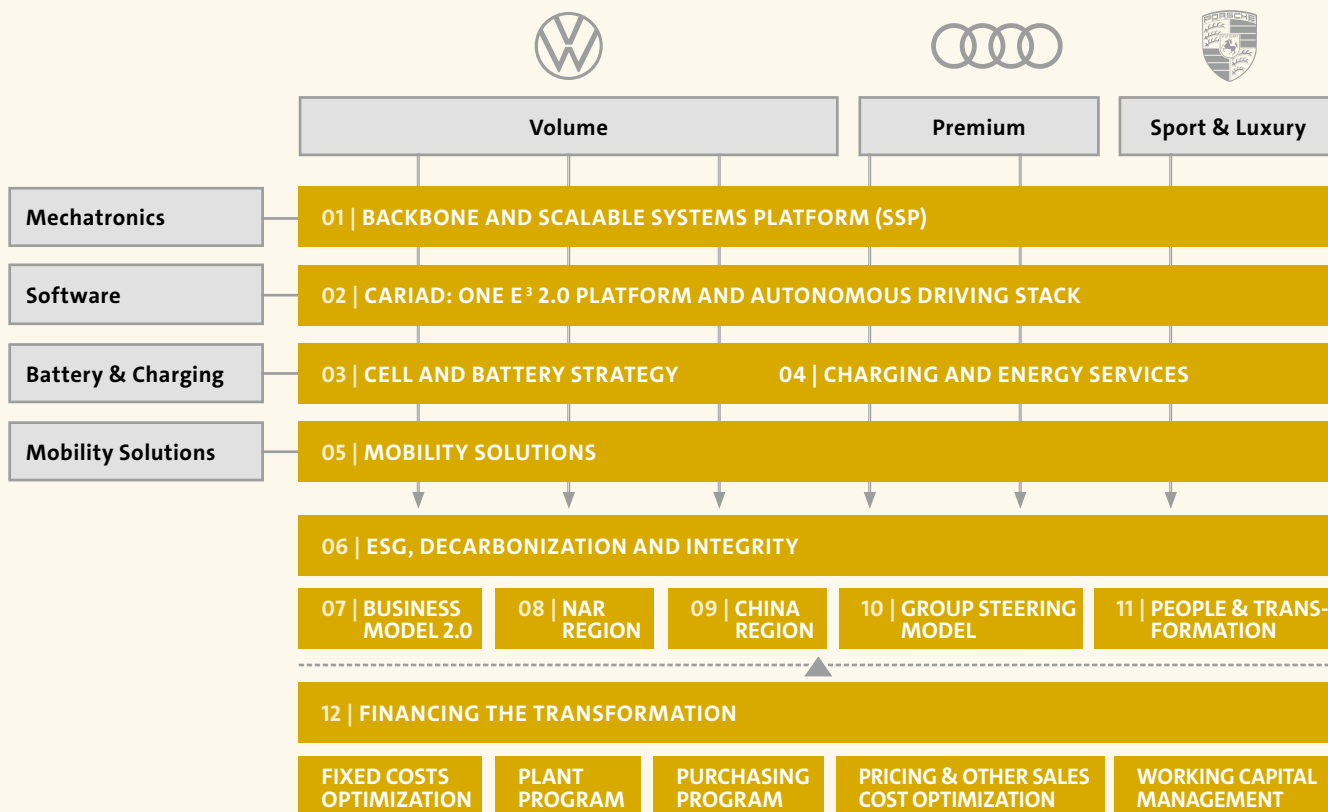 PORSCHE
Volume
Premium
Sport & Luxury
Mechatronics
01 | BACKBONE AND SCALABLE SYSTEMS PLATFORM (SSP)
Software
02 | CARIAD: ONE E³ 2.0 PLATFORM AND AUTONOMOUS DRIVING STACK
Battery & Charging
03 | CELL AND BATTERY STRATEGY
04 | CHARGING AND ENERGY SERVICES
Mobility Solutions
05 | MOBILITY SOLUTIONS
06 | ESG, DECARBONIZATION AND INTEGRITY
07 | BUSINESS
MODEL 2.0
08 | NAR
REGION
09 | CHINA
REGION
10 | GROUP STEERING
MODEL
11 | PEOPLE & TRANS-
FORMATION
12 | FINANCING THE TRANSFORMATION
FIXED COSTS
OPTIMIZATION
PLANT
PROGRAM
PURCHASING
PROGRAM
PRICING & OTHER SALES
COST OPTIMIZATION
WORKING CAPITAL
MANAGEMENT